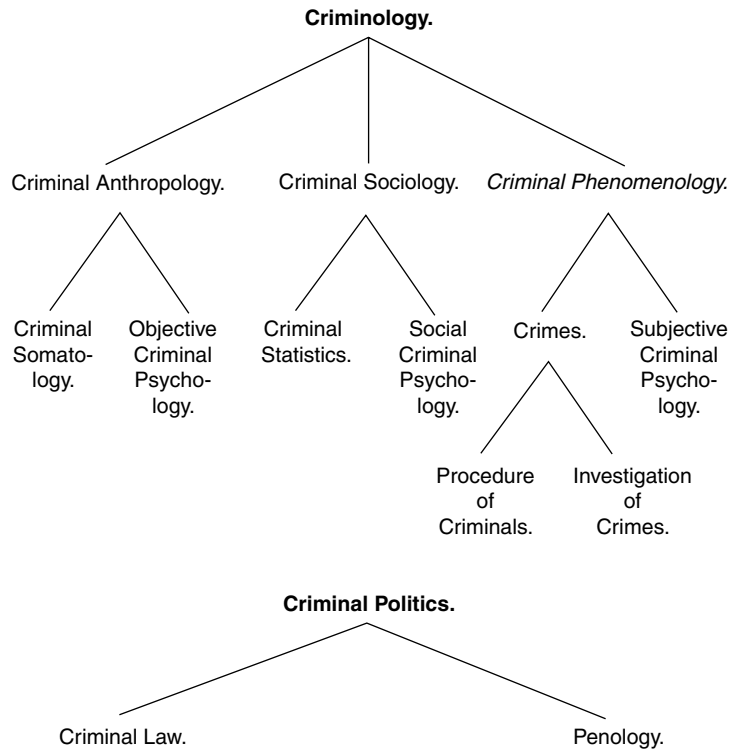 Criminology.
Criminal Anthropology.
Criminal Sociology.
Criminal Phenomenology.
Criminal
Somato-
logy.
Objective
Criminal
Psycho-
logy.
Criminal
Statistics.
Social
Criminal
Psycho-
logy.
Crimes.
Subjective
Criminal
Psycho-
logy.
Procedure
of
Criminals.
Investigation
of
Crimes.
Criminal Politics.
Criminal Law.
Penology.